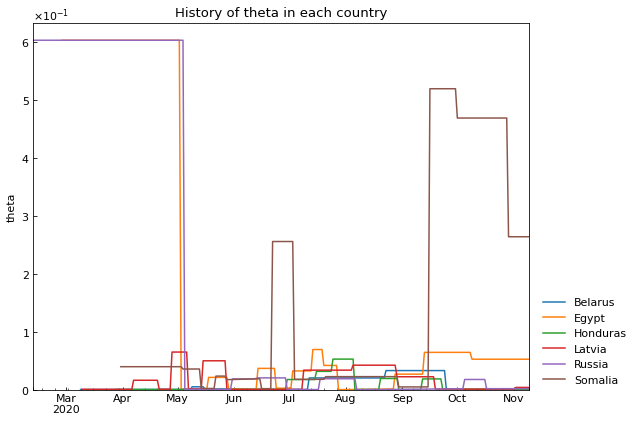 History of theta in each country
×10⁻¹
6
5
4
3
2
1
0
theta
Mar Apr May Jun Jul Aug Sep Oct Nov
2020
Belarus
Egypt
Honduras
Latvia
Russia
Somalia